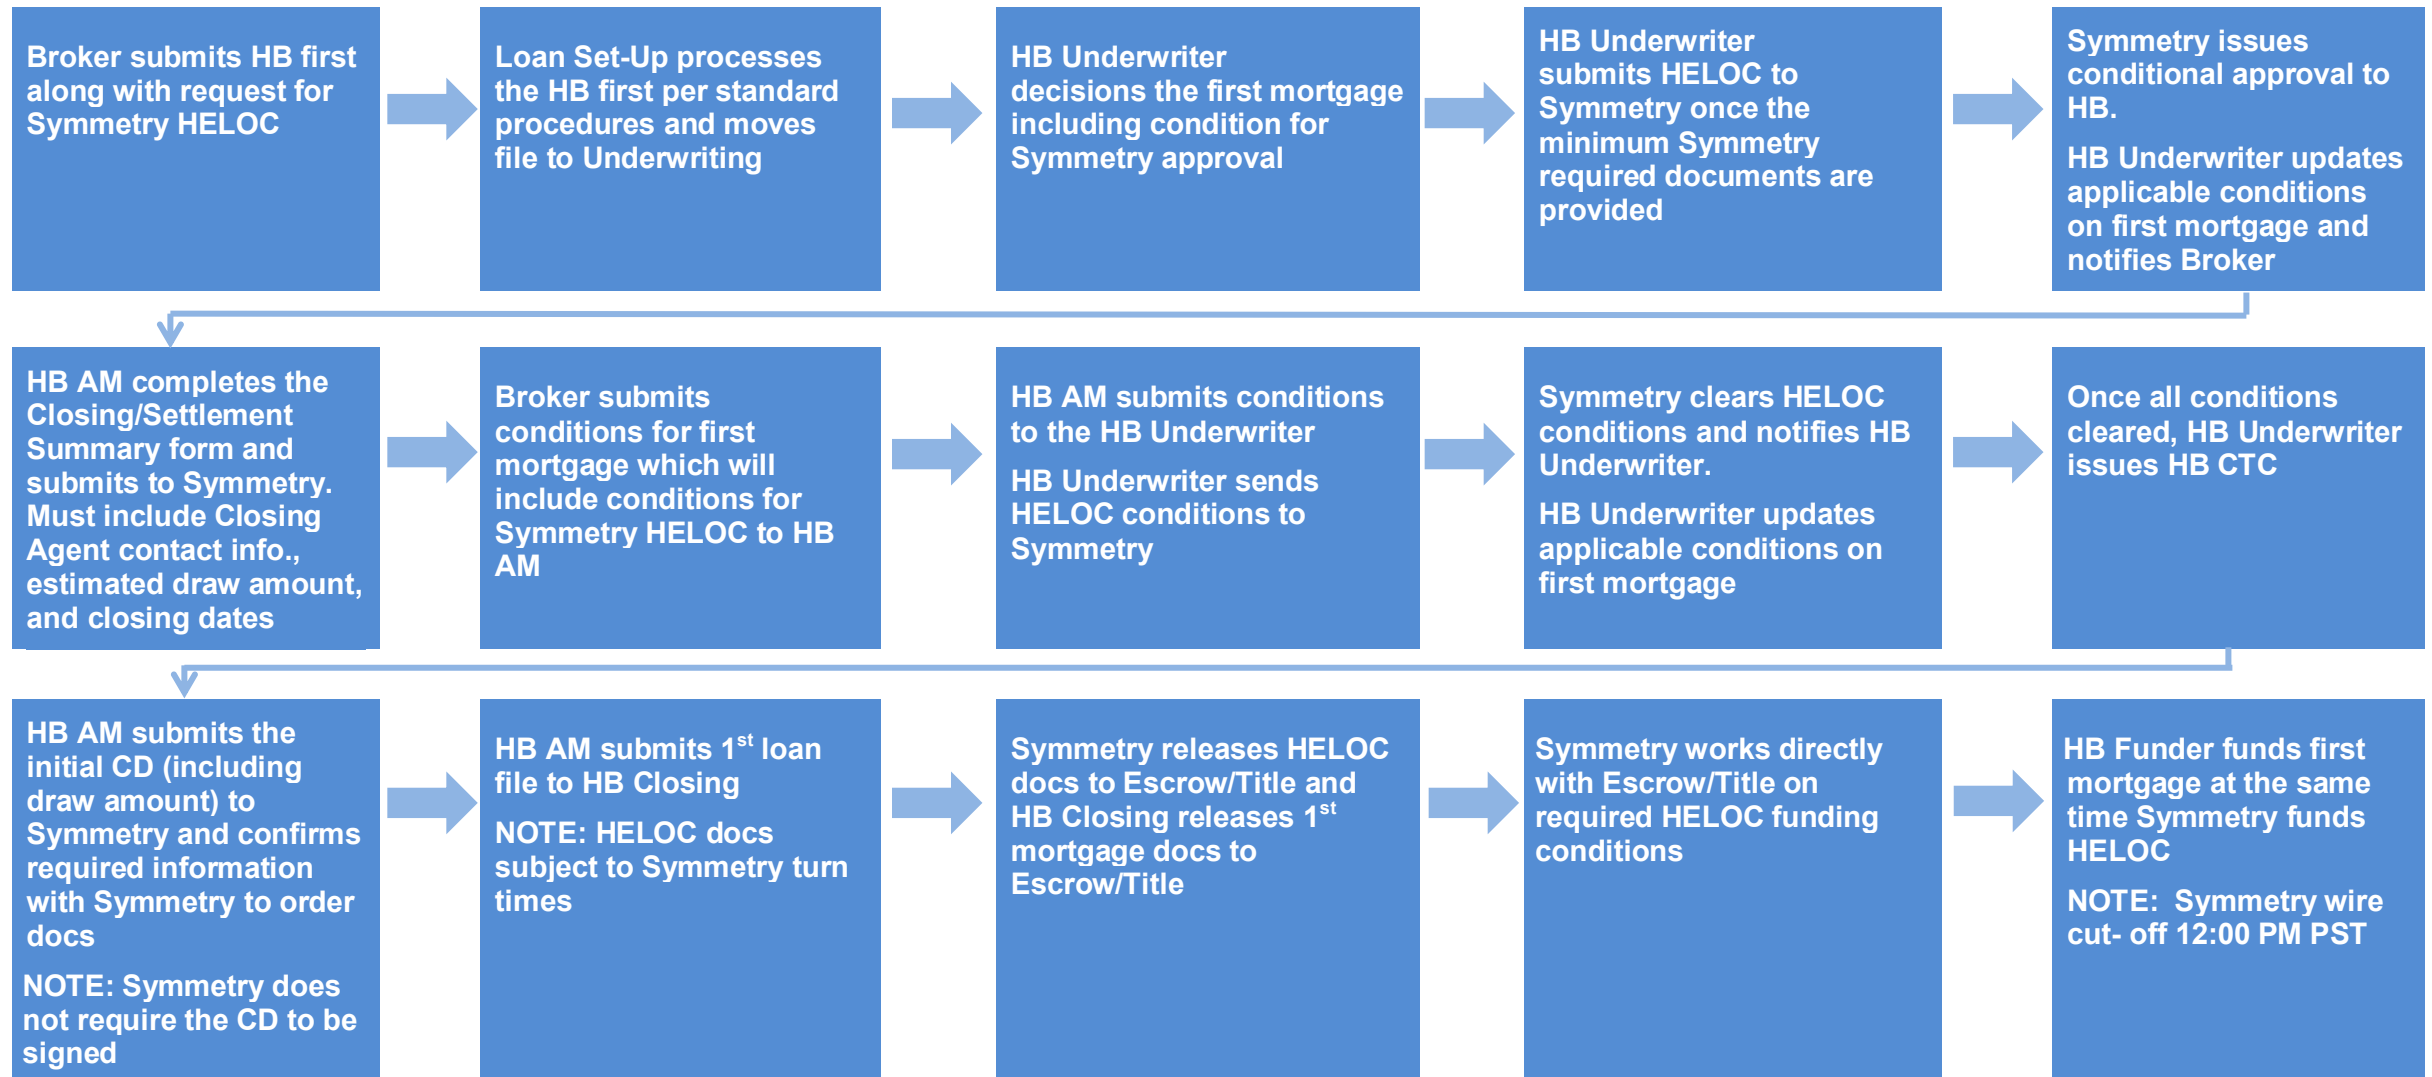 Broker submits HB first
along with request for
Symmetry HELOC
Loan Set-Up processes
the HB first per standard
procedures and moves
file to Underwriting
HB Underwriter
decisions the first mortgage
including condition for
Symmetry approval
HB Underwriter
submits HELOC to
Symmetry once the
minimum Symmetry
required documents are
provided
Symmetry issues
conditional approval to
HB.
HB Underwriter updates
applicable conditions
on first mortgage and
notifies Broker
HB AM completes the
Closing/Settlement
Summary form and
submits to Symmetry.
Must include Closing
Agent contact info.,
estimated draw amount,
and closing dates
Broker submits
conditions for first
mortgage which will
include conditions for
Symmetry HELOC to HB
AM
HB AM submits conditions
to the HB Underwriter
HB Underwriter sends
HELOC conditions to
Symmetry
Symmetry clears HELOC
conditions and notifies HB
Underwriter.
HB Underwriter updates
applicable conditions on
first mortgage
Once all conditions
cleared, HB Underwriter
issues HB CTC
HB AM submits the
initial CD (including
draw amount) to
Symmetry and confirms
required information
with Symmetry to order
docs
NOTE: Symmetry does
not require the CD to be
signed
HB AM submits 1st loan
file to HB Closing
NOTE: HELOC docs
subject to Symmetry turn
times
Symmetry releases HELOC
docs to Escrow/Title and
HB Closing releases 1st
mortgage docs to
Escrow/Title
Symmetry works directly
with Escrow/Title on
required HELOC funding
conditions
HB Funder funds first
mortgage at the same
time Symmetry funds
HELOC
NOTE:  Symmetry wire
cut- off 12:00 PM PST